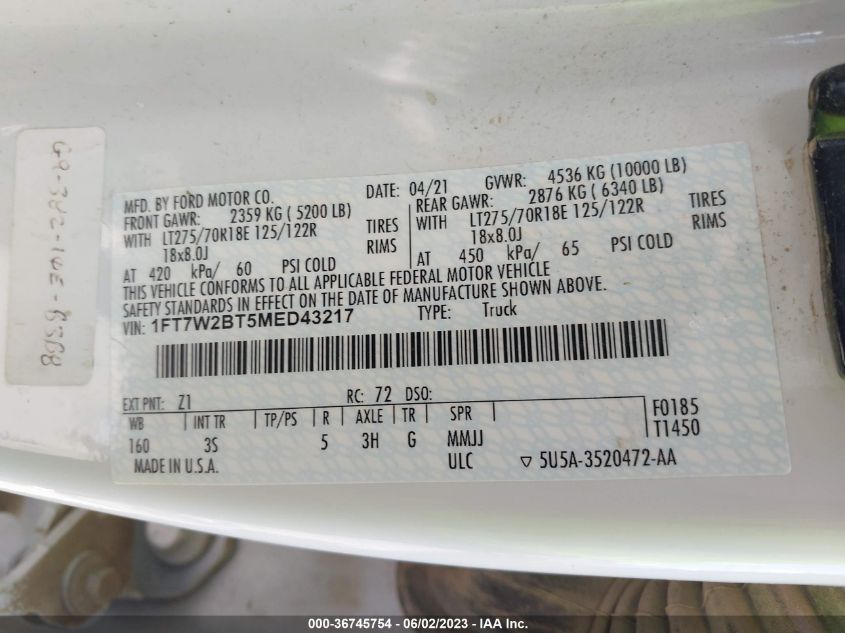 MFD. BY FORD MOTOR CO. DATE: 04/21 GVWR: 4536 KG (10000 LB)
FRONT GAWR: 2359 KG ( 5200 LB) REAR GAWR: 2876 KG ( 6340 LB)
WITH LT275/70R18E 125/122R TIRES WITH LT275/70R18E 125/122R TIRES
18x8.0J RIMS 18x8.0J RIMS
AT 420 kPa/ 60 PSI COLD AT 450 kPa/ 65 PSI COLD
THIS VEHICLE CONFORMS TO ALL APPLICABLE FEDERAL MOTOR VEHICLE
SAFETY STANDARDS IN EFFECT ON THE DATE OF MANUFACTURE SHOWN ABOVE.
VIN: 1FT7W2BT5MED43217 TYPE: Truck
EXT PNT: Z1 RC: 72 DSO:
WB INT TR TP/PS R AXLE TR SPR F0185
160 3S 5 3H G MMJJ T1450
MADE IN U.S.A. ULC ▽ 5U5A-3520472-AA
000-36745754 - 06/02/2023 - IAA Inc.